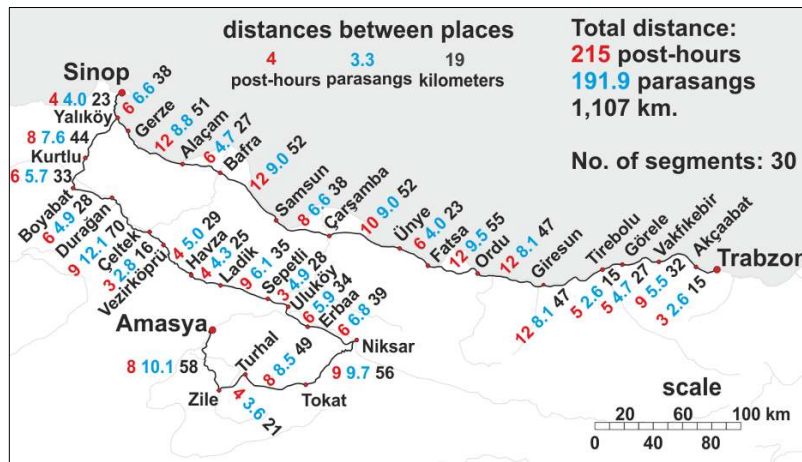 distances between places
4 3.3 19
post-hours parasangs kilometers
Total distance:
215 post-hours
191.9 parasangs
1,107 km.
No. of segments: 30
Sinop
4 4.0 23
6 6.6 38
Yalıköy
Gerze
12 8.8 51
Alaçam
6 4.7 27
Bafra
12 9.0 52
Samsun
8 6.6 38
Çarşamba
10 9.0 52
Ünye
6 4.0 23
Fatsa
12 9.5 55
Ordu
12 8.1 47
Giresun
12 8.1 47
Tirebolu
5 2.6 15
Görele
5 4.7 27
Vakfıkebir
9 5.5 32
Akçaabat
3 2.6 15
Trabzon
8 7.6 44
Kurtlu
6 5.7 33
Boyabat
6 4.9 28
Durağan
9 12.1 70
Çeltek
3 2.8 16
Vezirköprü
4 5.0 29
Havza
4 4.3 25
Ladik
9 6.1 35
Sepetli
3 4.9 28
Uluköy
6 5.9 34
Erbaa
6 6.8 39
Niksar
9 9.7 56
Tokat
8 8.5 49
Turhal
4 3.6 21
Zile
8 10.1 58
Amasya
scale
20 60 100 km
0 40 80